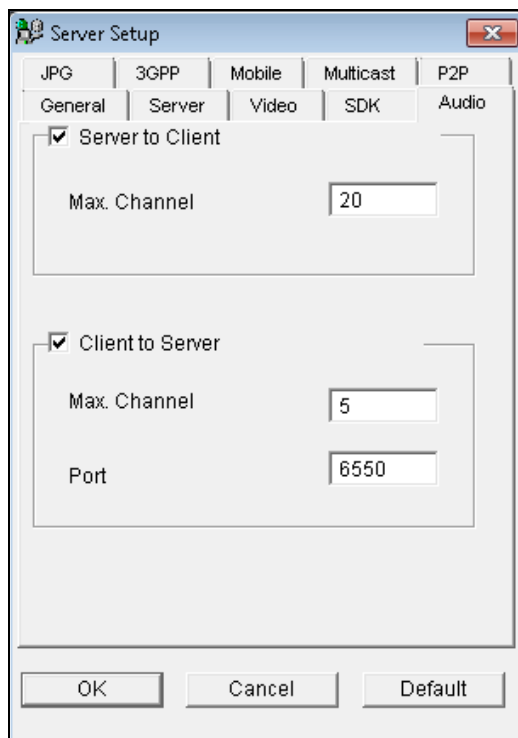 Server Setup
JPG 3GPP Mobile Multicast P2P
General Server Video SDK Audio
Server to Client
Max. Channel 20
Client to Server
Max. Channel 5
Port 6550
OK Cancel Default